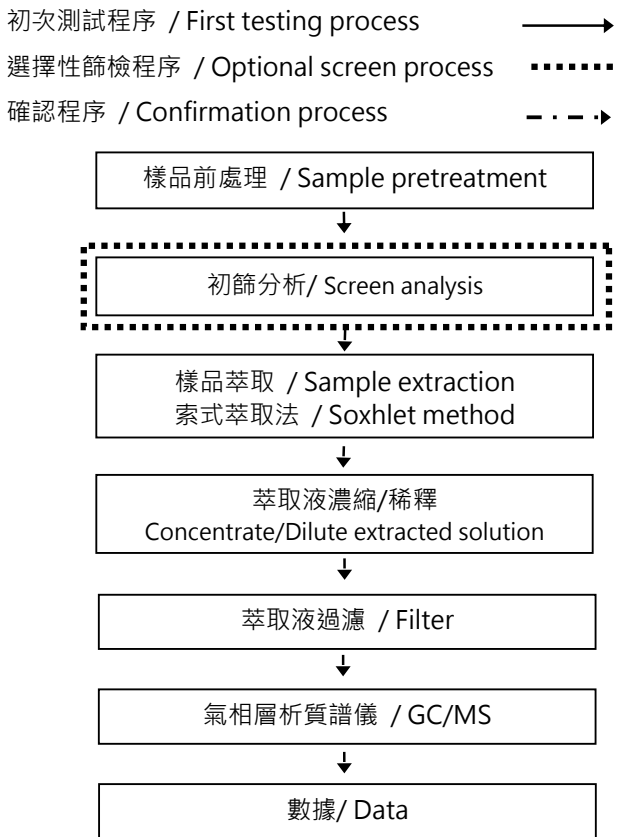 初次測試程序 / First testing process
選擇性篩檢程序 / Optional screen process
確認程序 / Confirmation process
樣品前處理 / Sample pretreatment
初篩分析/ Screen analysis
樣品萃取 / Sample extraction
索式萃取法 / Soxhlet method
萃取液濃縮/稀釋
Concentrate/Dilute extracted solution
萃取液過濾 / Filter
氣相層析質譜儀 / GC/MS
數據/ Data